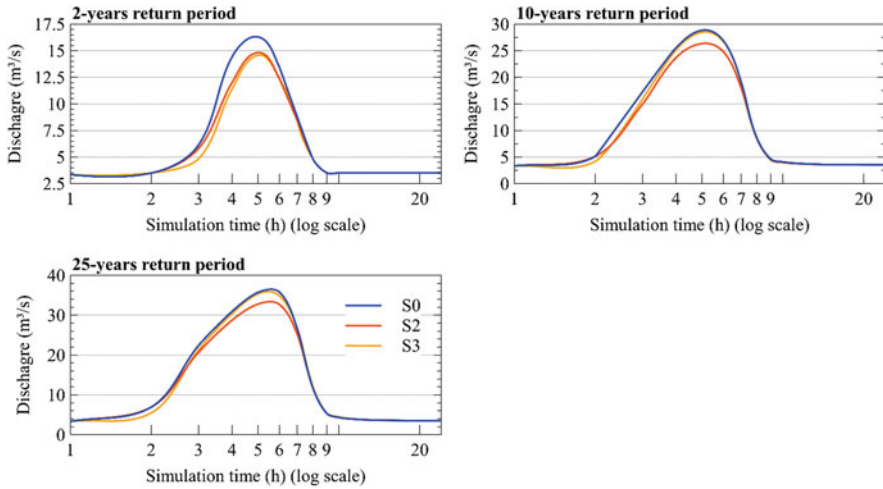 2-years return period
17.5
15
12.5
10
7.5
5
2.5
Dischagre (m³/s)
1 2 3 4 5 6 7 8 9 20
Simulation time (h) (log scale)
10-years return period
30
25
20
15
10
5
0
Dischagre (m³/s)
1 2 3 4 5 6 7 8 9 20
Simulation time (h) (log scale)
25-years return period
40
30
20
10
0
Dischagre (m³/s)
S0
S2
S3
1 2 3 4 5 6 7 8 9 20
Simulation time (h) (log scale)